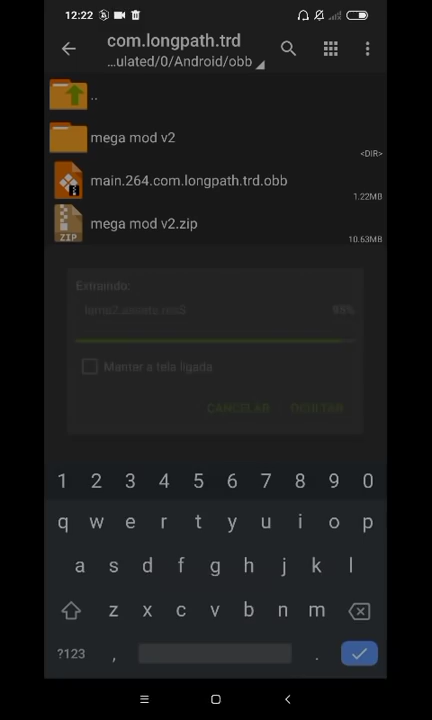 12:22
com.longpath.trd
...ulated/0/Android/obb
..
mega mod v2
<DIR>
main.264.com.longpath.trd.obb
1.22MB
mega mod v2.zip
ZIP
10.63MB
Extraindo:
Manter a tela ligada
CANCELAR OCULTAR
1 2 3 4 5 6 7 8 9 0
q w e r t y u i o p
a s d f g h j k l
z x c v b n m
?123 , .